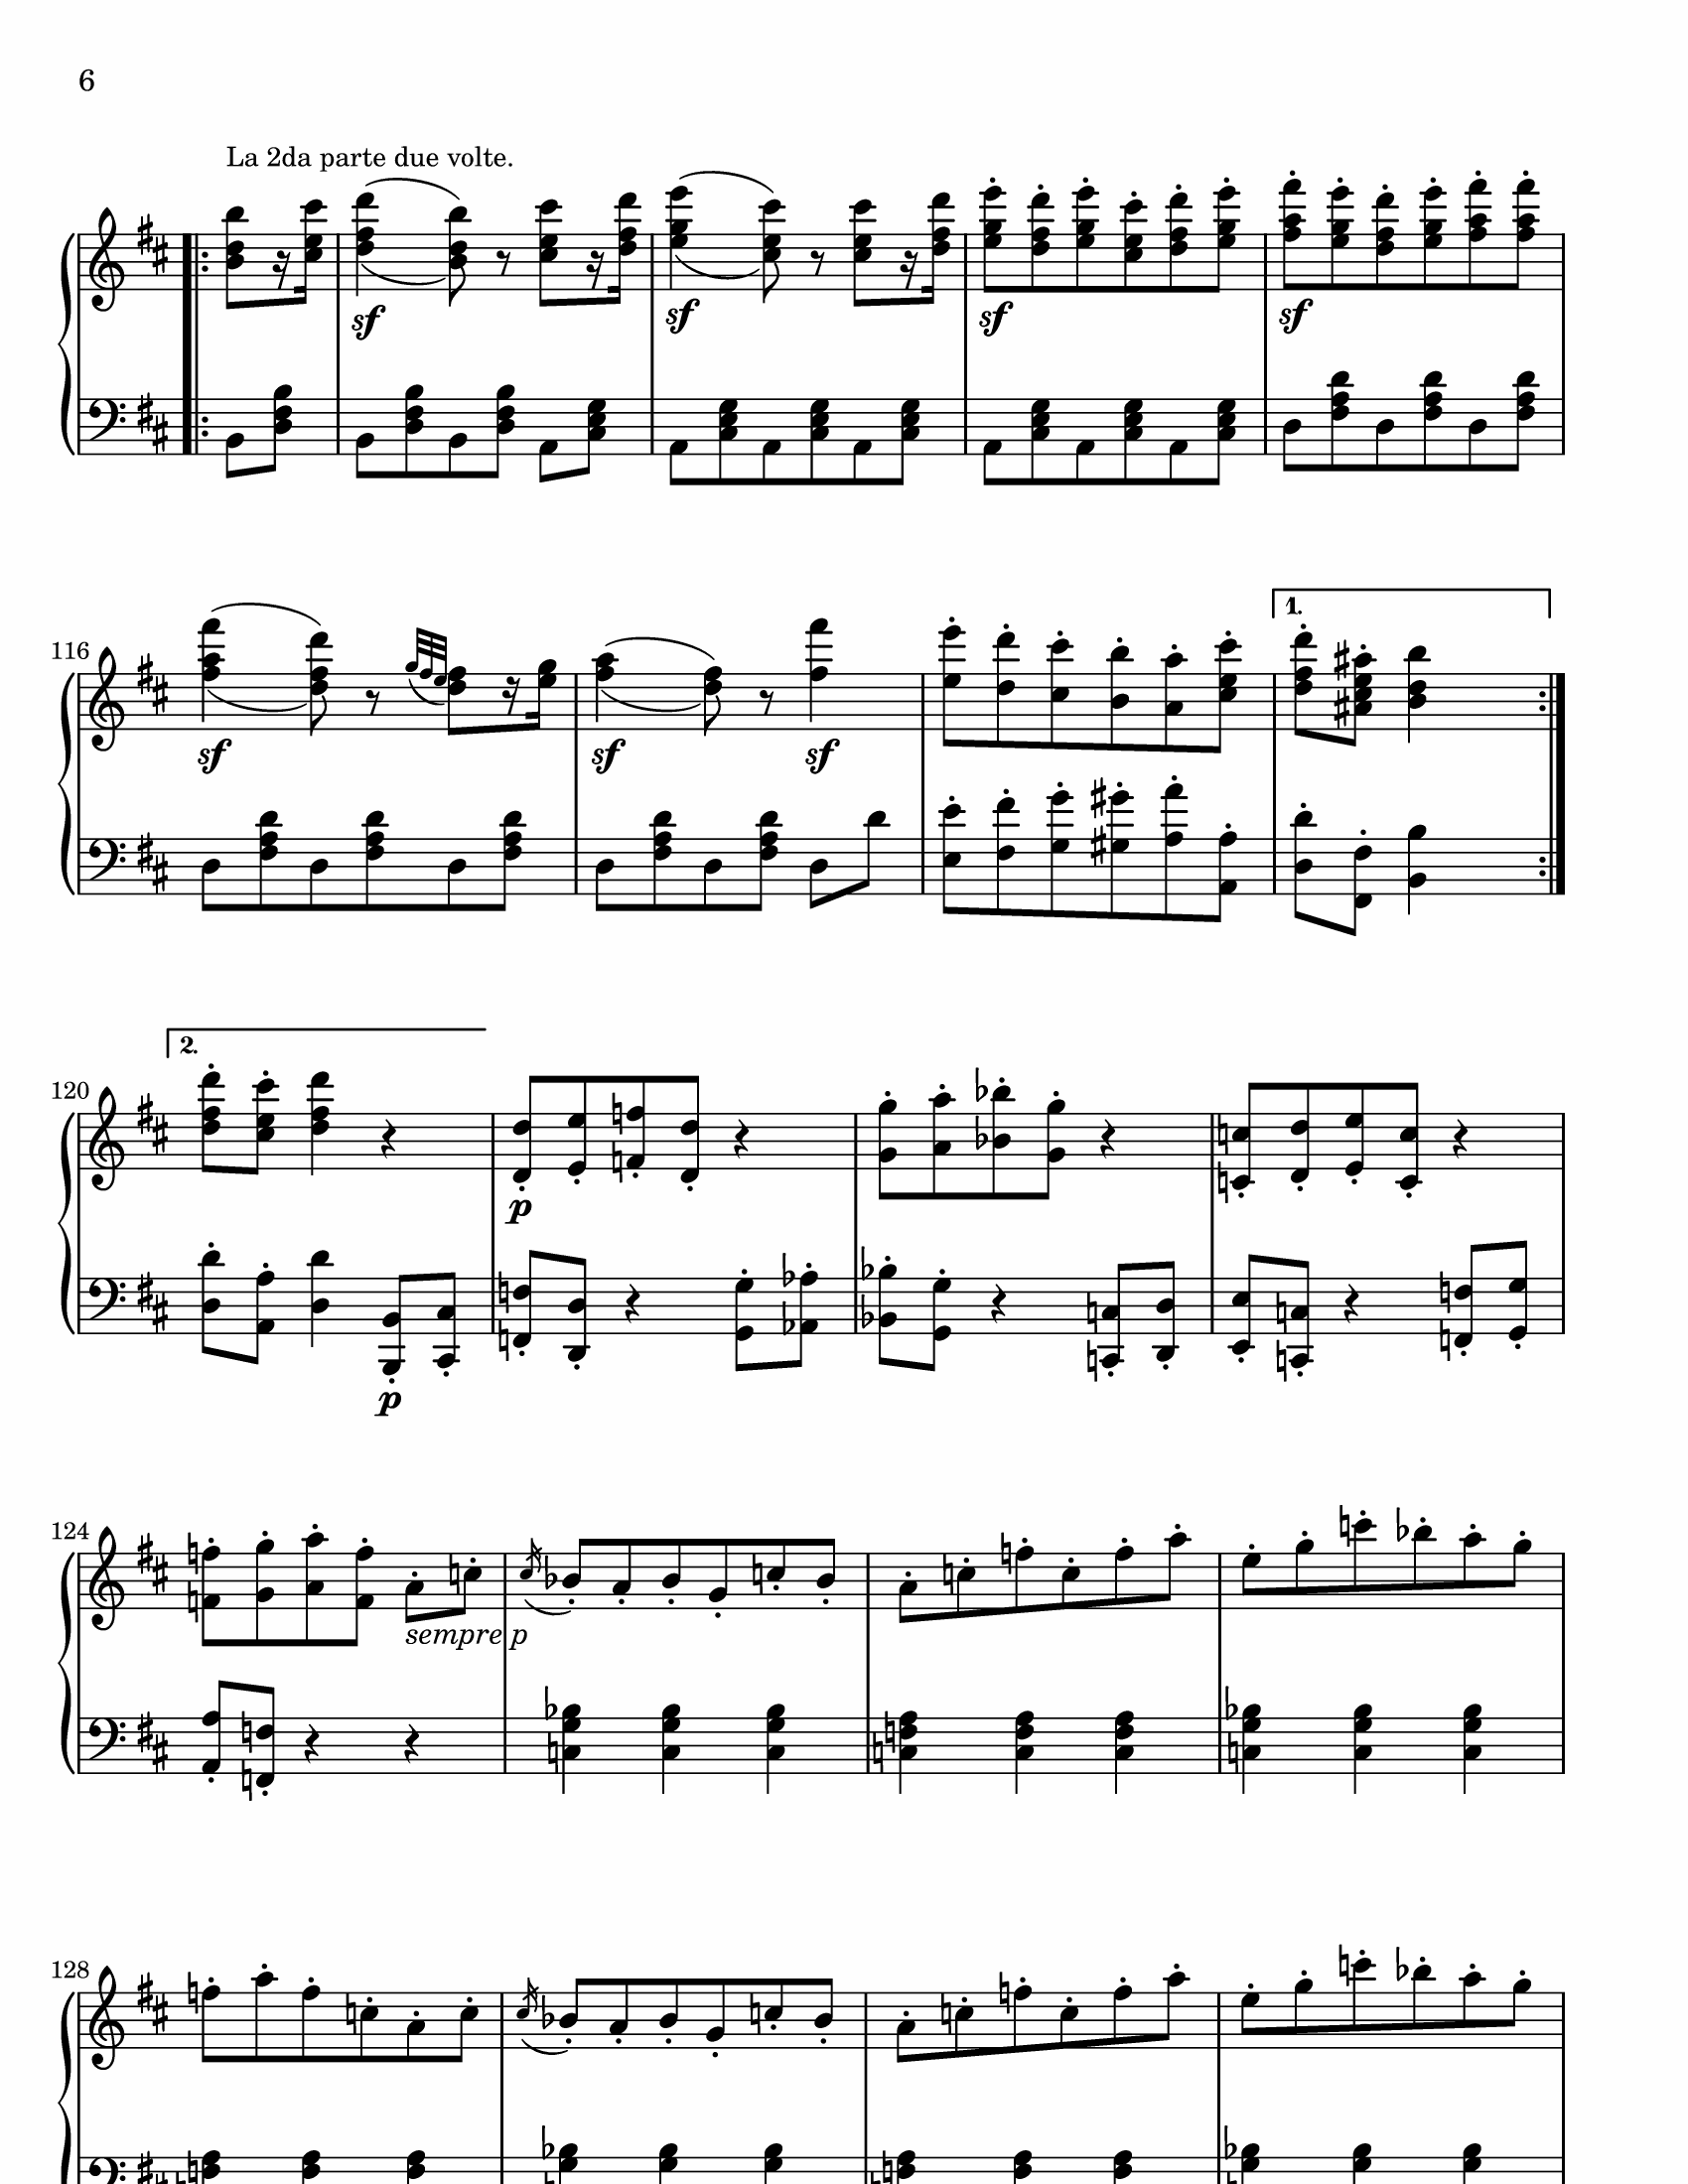 6
La 2da parte due volte.
sf sf sf sf
116
sf sf sf
1.
2.
120
p
p
124
sempre p
128